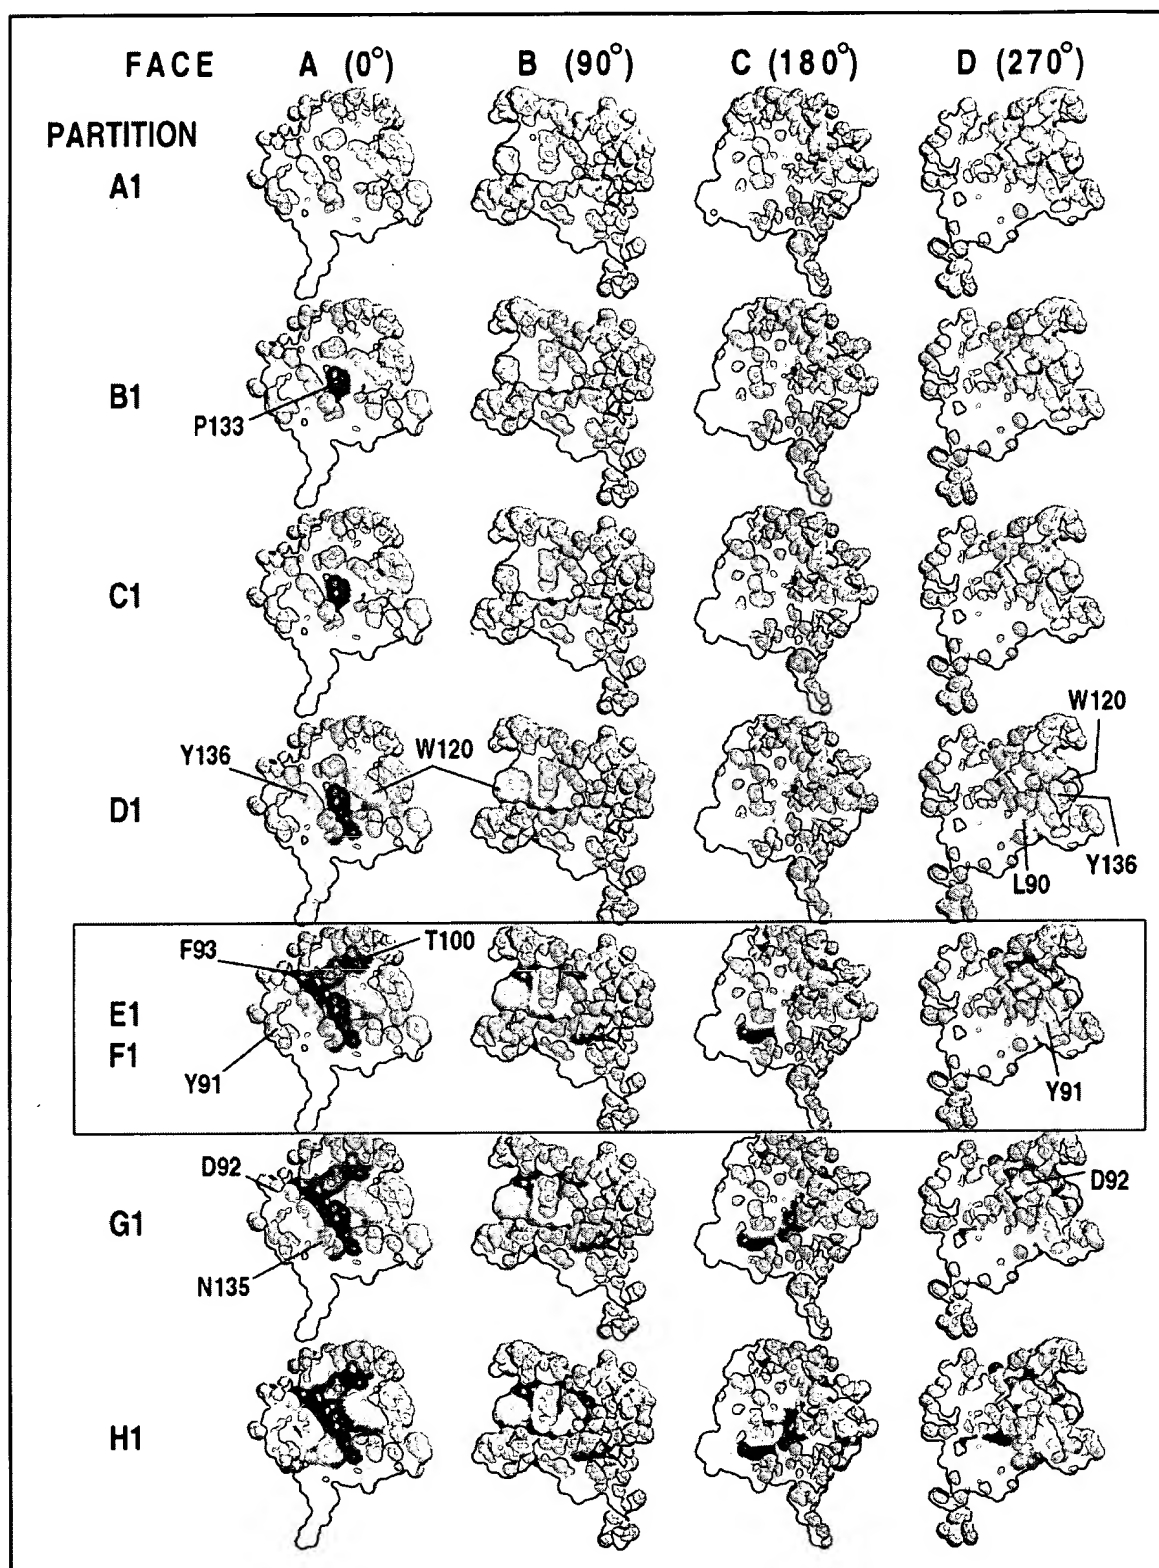 FACE A (0°) B (90°) C (180°) D (270°)
PARTITION
A1
B1
P133
C1
W120
Y136 W120
D1
Y136
L90
F93 T100
E1
F1
Y91 Y91
D92 D92
G1
N135
H1